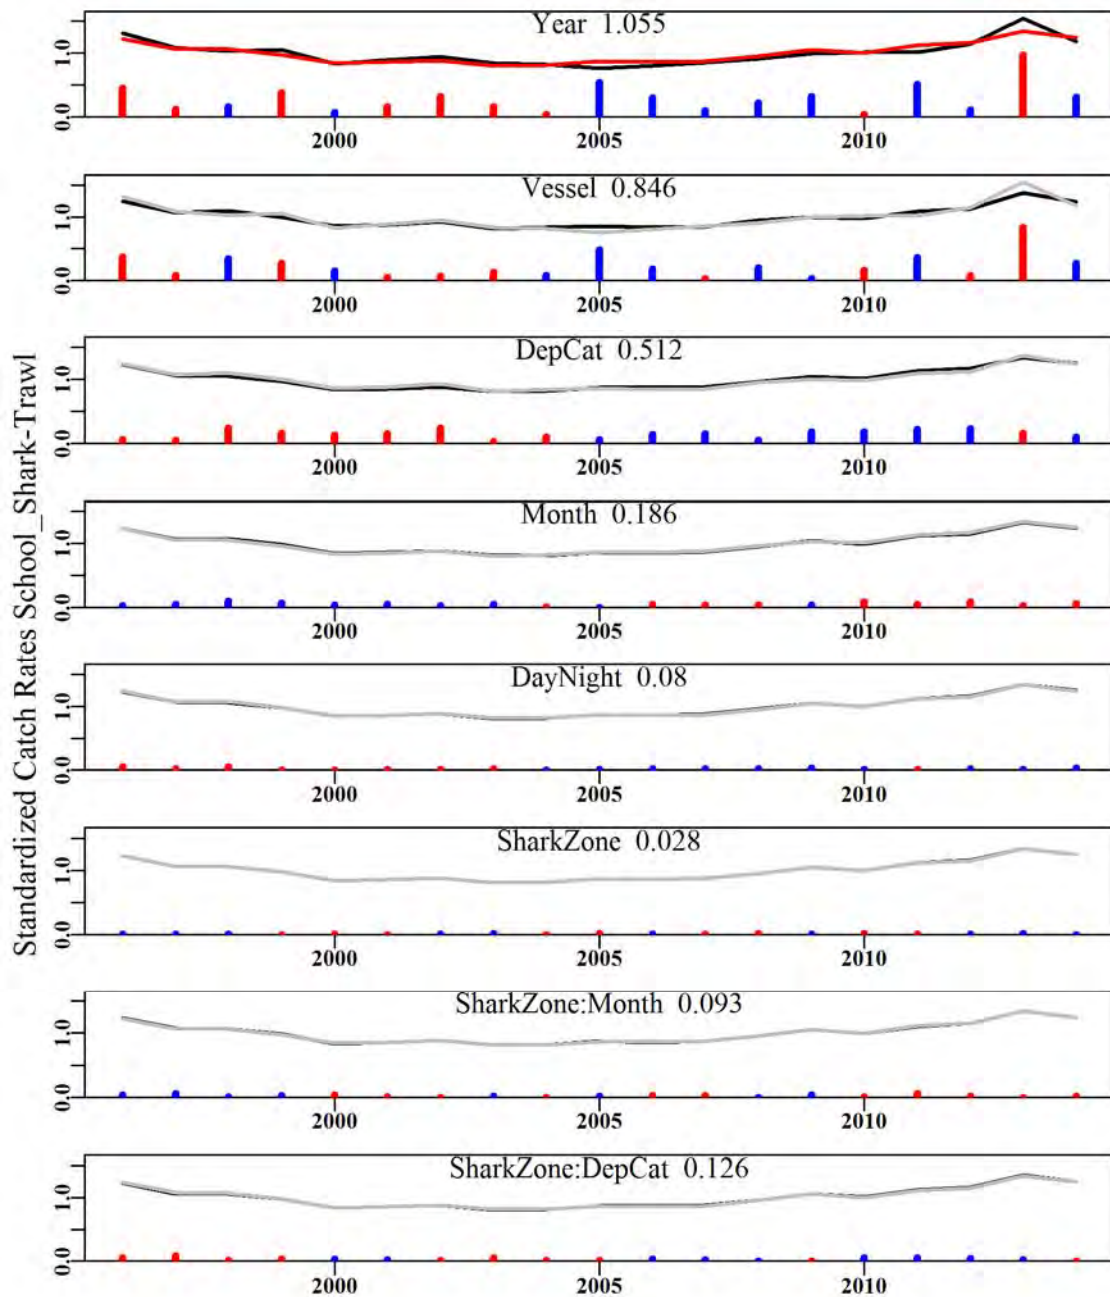 Standardized Catch Rates School_Shark-Trawl
Year 1.055
1.0
0.0
2000 2005 2010
Vessel 0.846
1.0
0.0
2000 2005 2010
DepCat 0.512
1.0
0.0
2000 2005 2010
Month 0.186
1.0
0.0
2000 2005 2010
DayNight 0.08
1.0
0.0
2000 2005 2010
SharkZone 0.028
1.0
0.0
2000 2005 2010
SharkZone:Month 0.093
1.0
0.0
2000 2005 2010
SharkZone:DepCat 0.126
1.0
0.0
2000 2005 2010